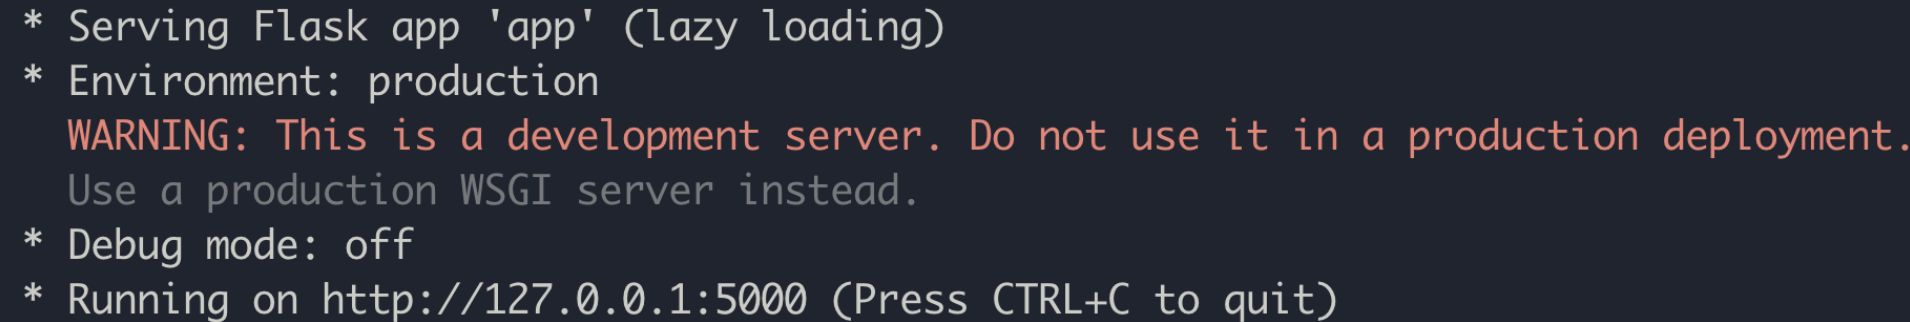 * Serving Flask app 'app' (lazy loading)
* Environment: production
WARNING: This is a development server. Do not use it in a production deployment.
Use a production WSGI server instead.
* Debug mode: off
* Running on http://127.0.0.1:5000 (Press CTRL+C to quit)